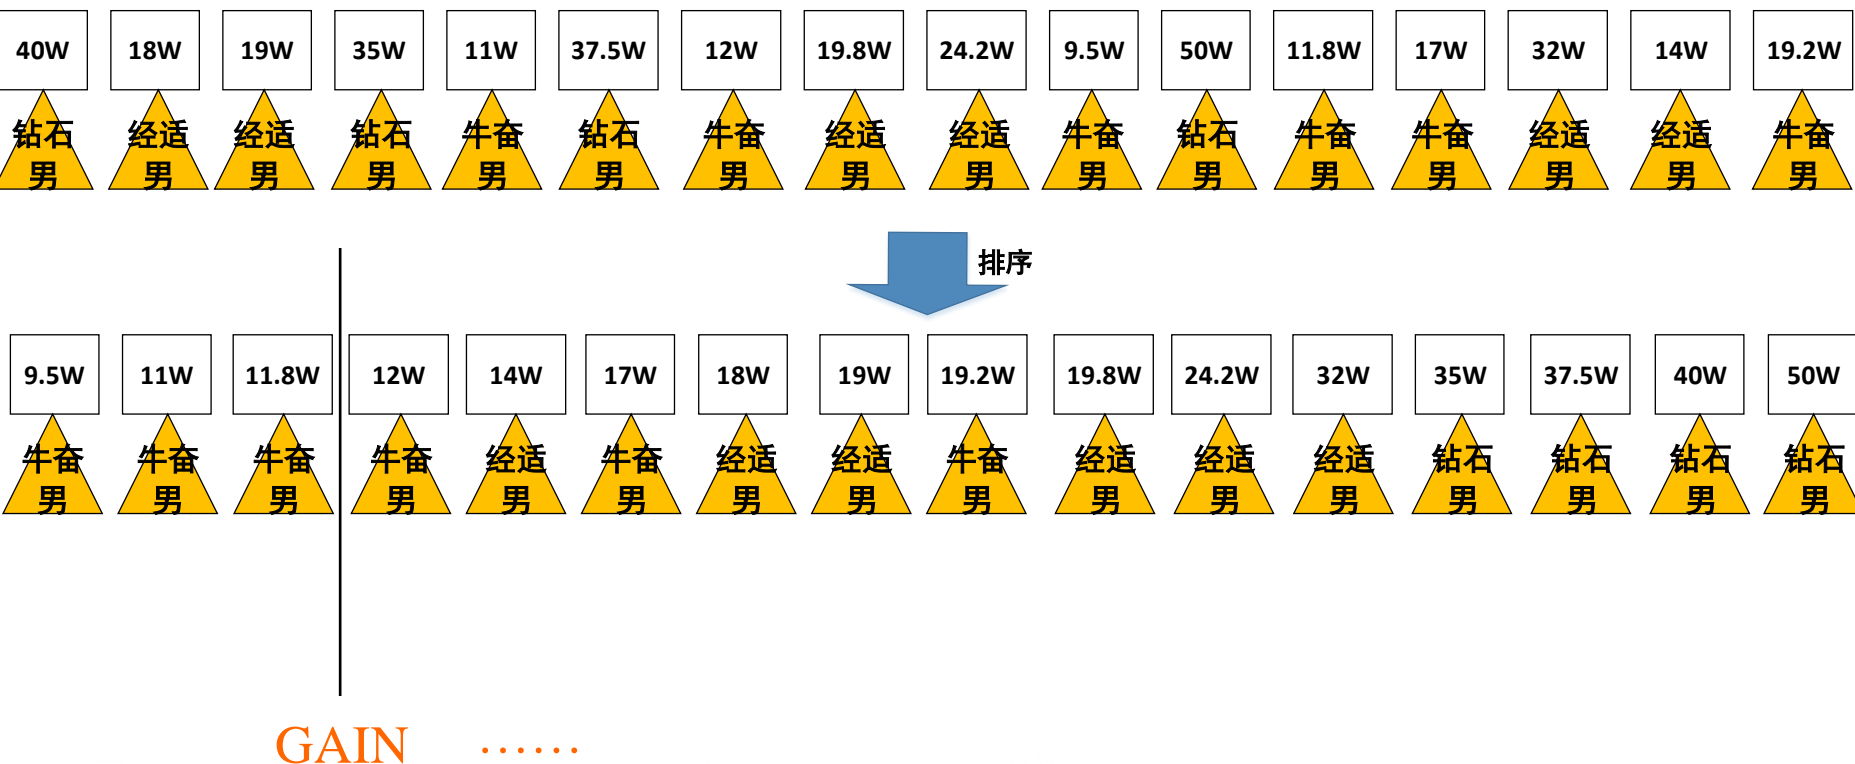 40W 18W 19W 35W 11W 37.5W 12W 19.8W 24.2W 9.5W 50W 11.8W 17W 32W 14W 19.2W
钻石 经适 经适 钻石 牛奋 钻石 牛奋 经适 经适 牛奋 钻石 牛奋 牛奋 经适 经适 牛奋
男 男 男 男 男 男 男 男 男 男 男 男 男 男 男 男
排序
9.5W 11W 11.8W 12W 14W 17W 18W 19W 19.2W 19.8W 24.2W 32W 35W 37.5W 40W 50W
牛奋 牛奋 牛奋 牛奋 经适 牛奋 经适 经适 牛奋 经适 经适 经适 钻石 钻石 钻石 钻石
男 男 男 男 男 男 男 男 男 男 男 男 男 男 男 男
GAIN ······